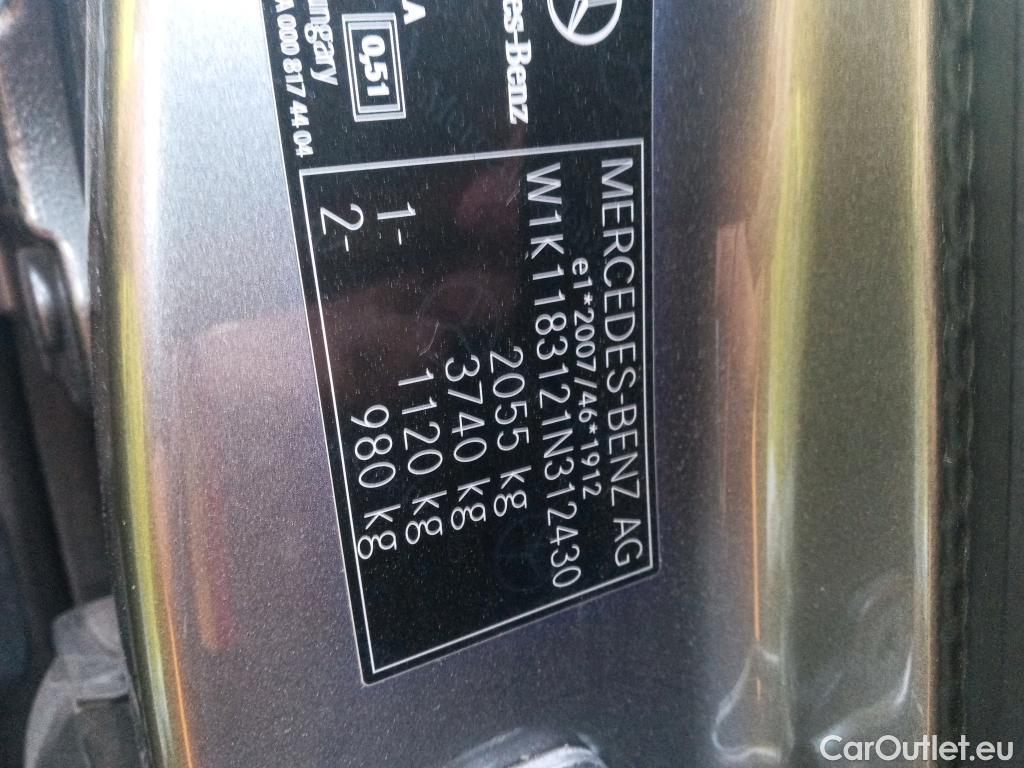 MERCEDES-BENZ AG
e1*2007/46*1912
W1K1183121N312430
2055 kg
3740 kg
1- 1120 kg
2- 980 kg
es-Benz
A
0,51
ngary
A 000 817 44 04
CarOutlet.eu